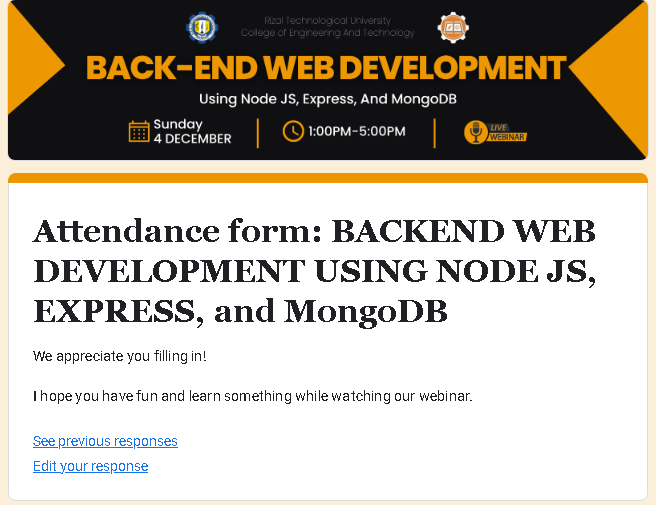 Rizal Technological University
College of Engineering And Technology
BACK-END WEB DEVELOPMENT
Using Node JS, Express, And MongoDB
Sunday
4 DECEMBER
1:00PM-5:00PM
LIVE
WEBINAR
Attendance form: BACKEND WEB
DEVELOPMENT USING NODE JS,
EXPRESS, and MongoDB
We appreciate you filling in!
I hope you have fun and learn something while watching our webinar.
See previous responses
Edit your response